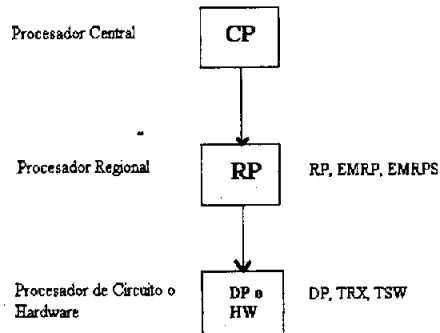 Procesador Central
CP
Procesador Regional
RP
RP, EMRP, EMRPS
Procesador de Circuito o
Hardware
DP o
HW
DP, TRX, TSW